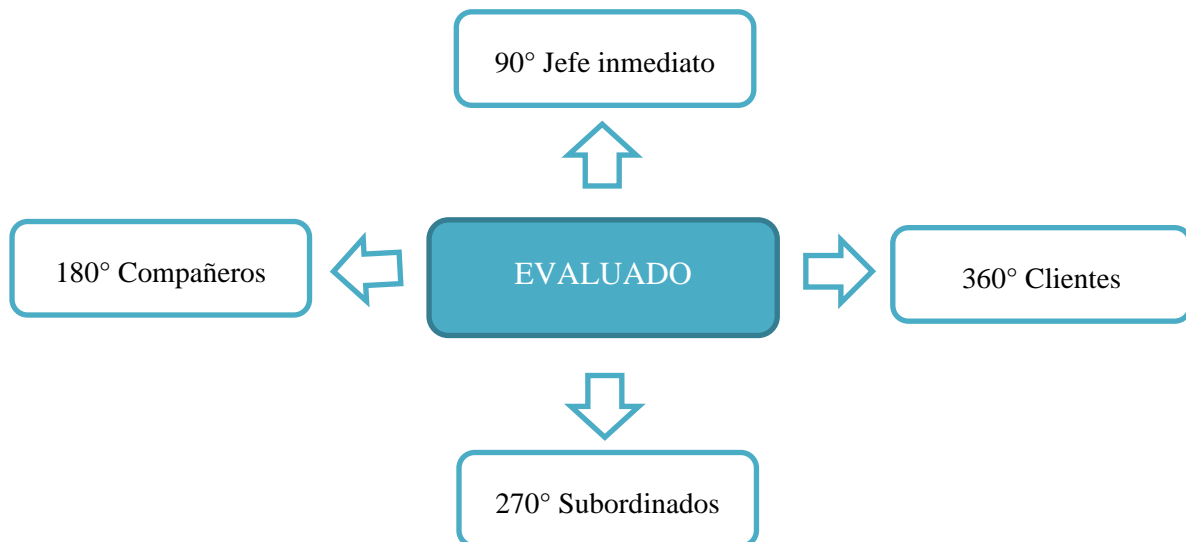 90° Jefe inmediato
180° Compañeros
EVALUADO
360° Clientes
270° Subordinados